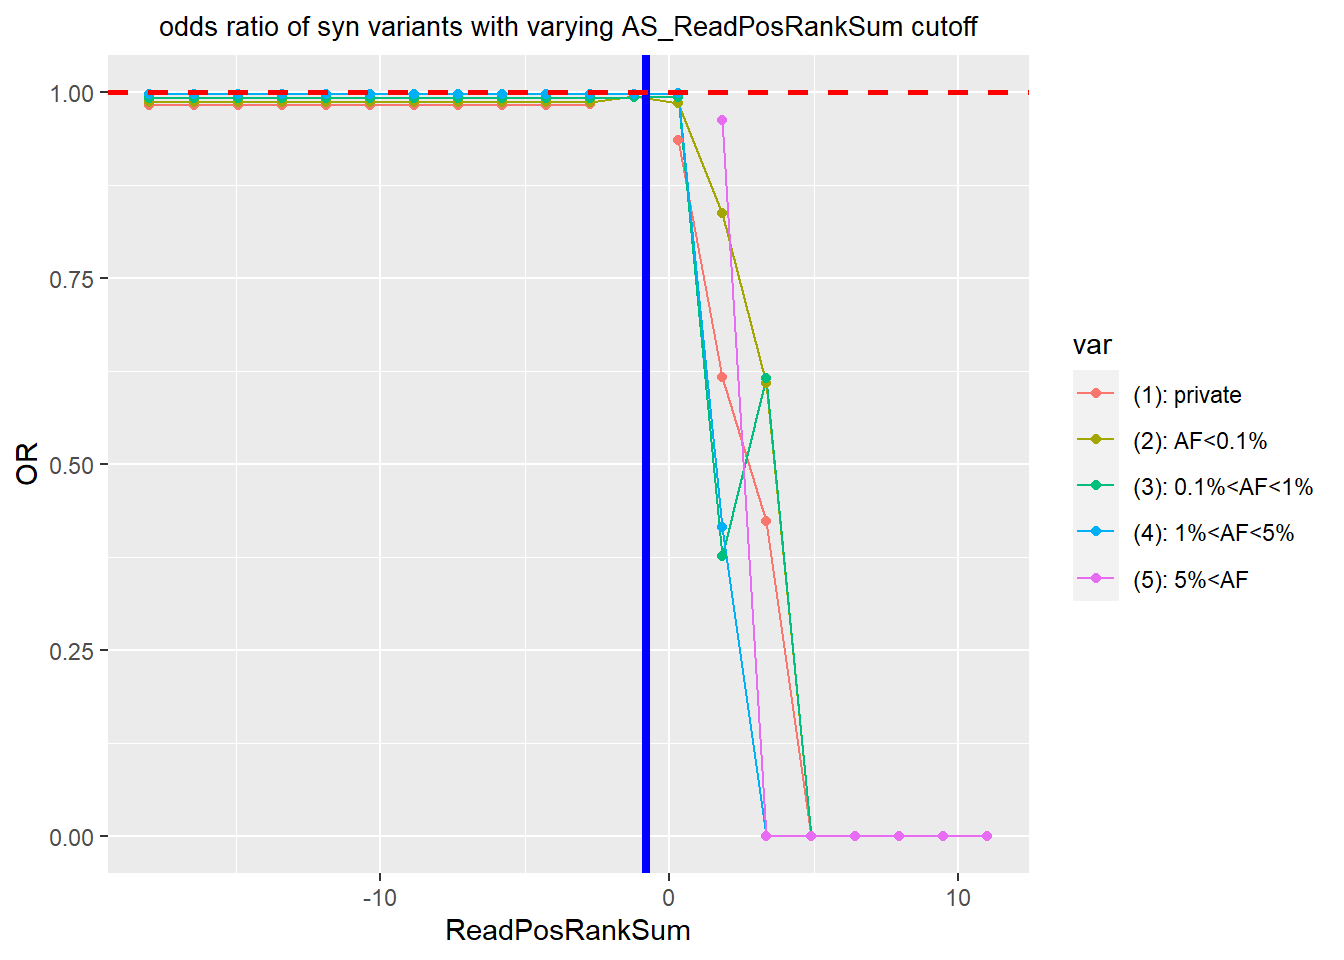 odds ratio of syn variants with varying AS_ReadPosRankSum cutoff
1.00
0.75
0.50
0.25
0.00
OR
-10
0
10
ReadPosRankSum
var
(1): private
(2): AF<0.1%
(3): 0.1%<AF<1%
(4): 1%<AF<5%
(5): 5%<AF